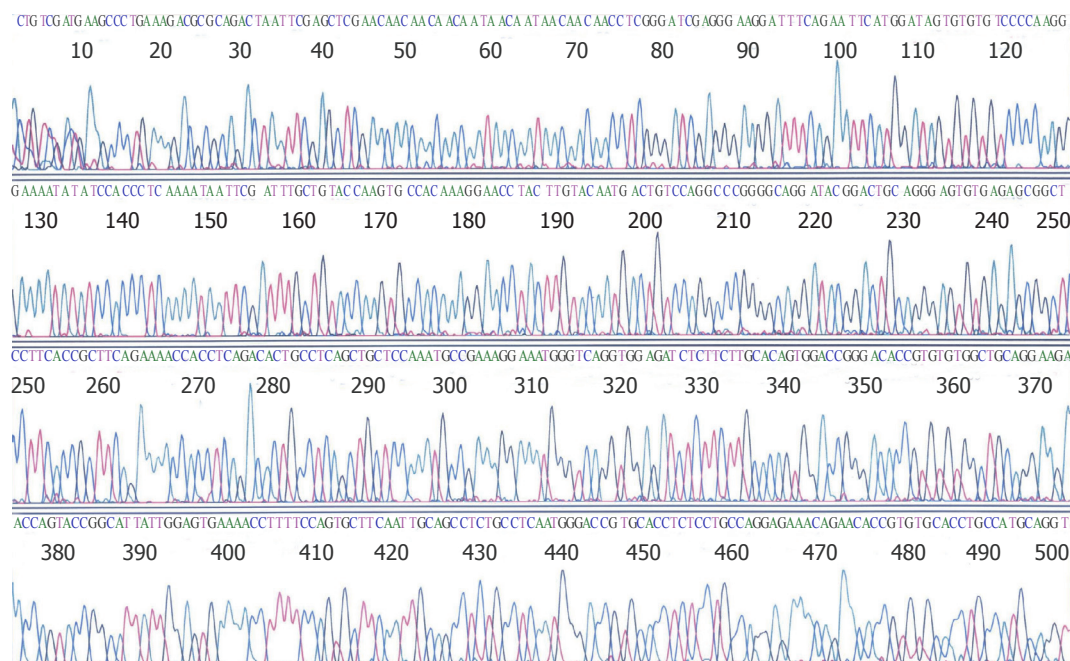 CTGTCGATGAAGCCCTGAAAGACGCGCAGACTAATTCGAGCTCGAACAACAACAACAATAACAATAACAACAACCTCGGGATCGAGGGAAGGATTTCAGAATTCATGGATAGTGTGTGTCCCCAAGG
10 20 30 40 50 60 70 80 90 100 110 120
GAAAATATATCCACCCTCAAAATAATTCGATTTGCTGTACCAAGTGCCACAAAGGAACCTACTTGTACAATGACTGTCCAGGCCCGGGGCAGGATACGGACTGCAGGGAGTGTGAGAGCGGCT
130 140 150 160 170 180 190 200 210 220 230 240 250
CCTTCACCGCTTCAGAAAACCACCTCAGACACTGCCTCAGCTGCTCCAAATGCCGAAAGGAAATGGGTCAGGTGGAGATCTCTTCTTGCACAGTGGACCGGGACACCGTGTGTGGCTGCAGGAAGA
250 260 270 280 290 300 310 320 330 340 350 360 370
ACCAGTACCGGCATTATTGGAGTGAAAACCTTTTCCAGTGCTTCAATTGCAGCCTCTGCCTCAATGGGACCGTGCACCTCTCCTGCCAGGAGAAACAGAACACCGTGTGCACCTGCCATGCAGGT
380 390 400 410 420 430 440 450 460 470 480 490 500